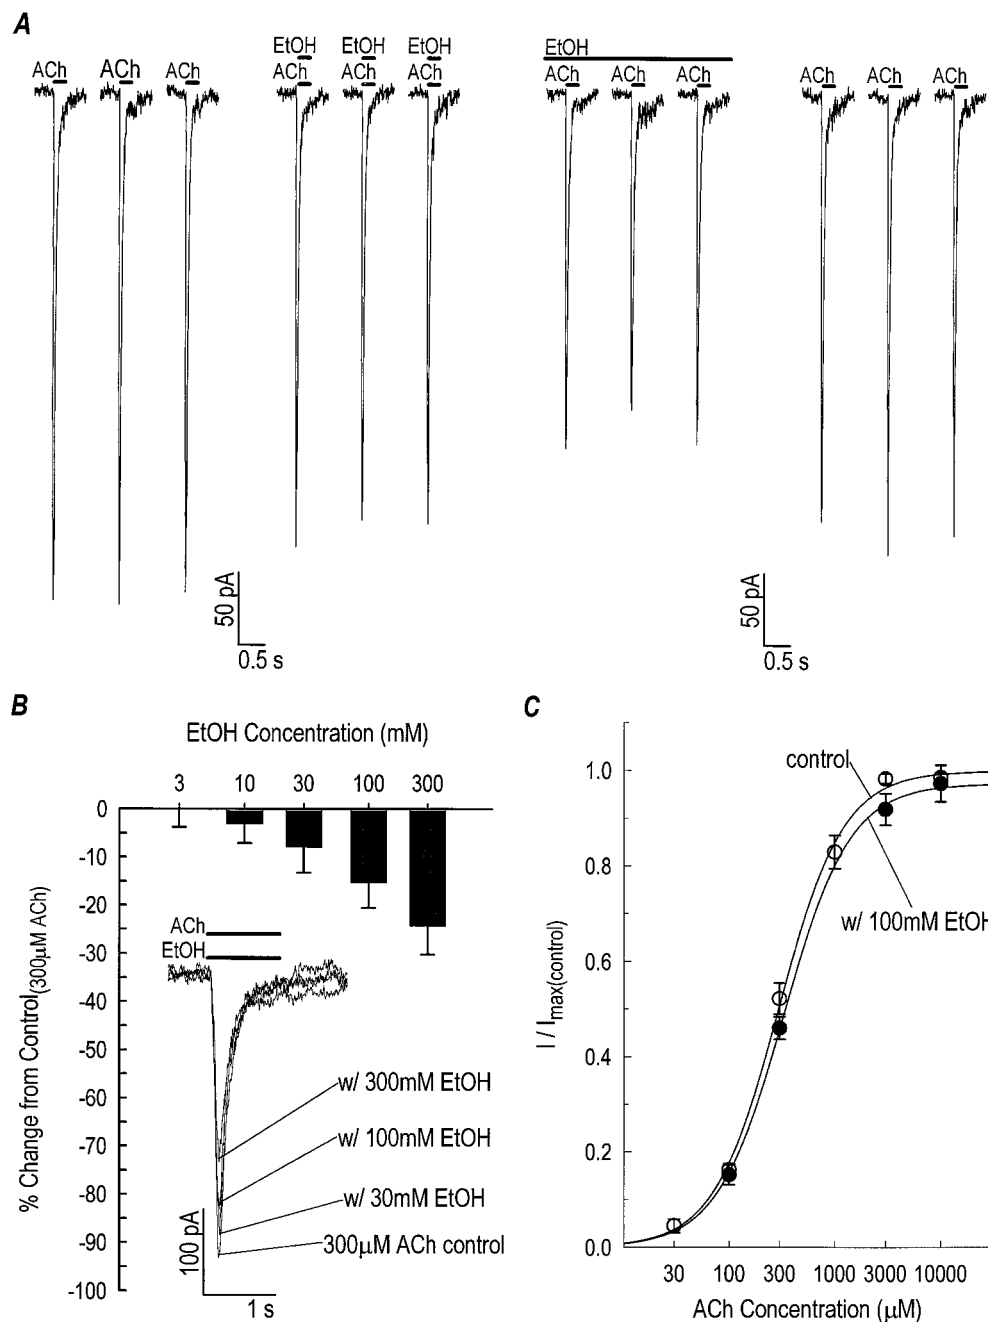 A
EtOH EtOH EtOH EtOH
ACh ACh ACh ACh ACh ACh ACh ACh ACh ACh ACh ACh
50 pA
0.5 s
50 pA
0.5 s
B
EtOH Concentration (mM)
3 10 30 100 300
0
-10
-20
-30
-40
-50
-60
-70
-80
-90
-100
% Change from Control(300μM ACh)
ACh
EtOH
w/ 300mM EtOH
w/ 100mM EtOH
w/ 30mM EtOH
300μM ACh control
100 pA
1 s
C
control
w/ 100mM EtOH
I / Imax(control)
1.0
0.8
0.6
0.4
0.2
0.0
30 100 300 1000 3000 10000
ACh Concentration (μM)